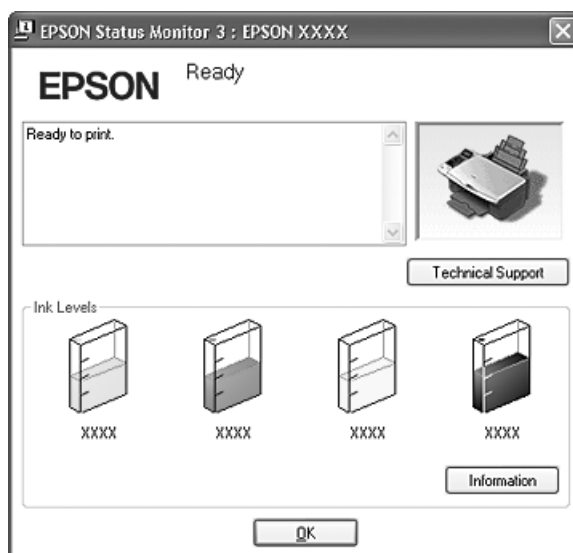 EPSON Status Monitor 3 : EPSON XXXX
EPSON
Ready
Ready to print.
Technical Support
Ink Levels
XXXX XXXX XXXX XXXX
Information
OK